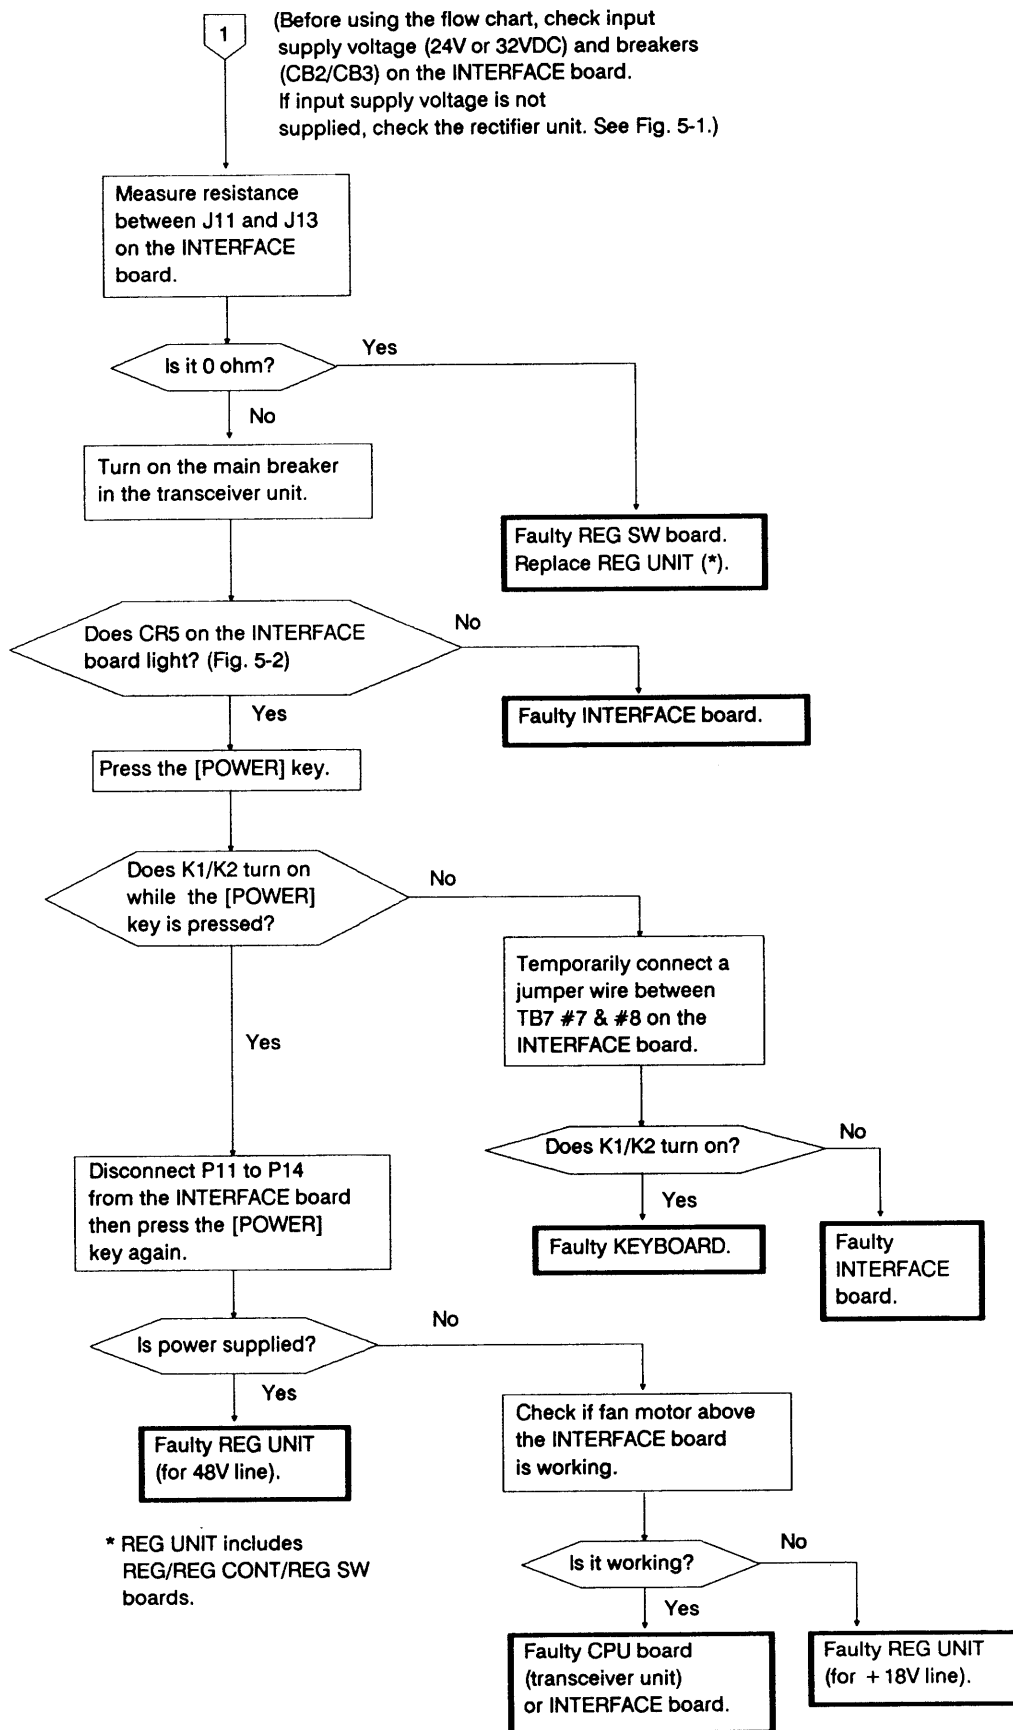 1
(Before using the flow chart, check input
supply voltage (24V or 32VDC) and breakers
(CB2/CB3) on the INTERFACE board.
If input supply voltage is not
supplied, check the rectifier unit. See Fig. 5-1.)
Measure resistance
between J11 and J13
on the INTERFACE
board.
Is it 0 ohm?
Yes
No
Turn on the main breaker
in the transceiver unit.
Faulty REG SW board.
Replace REG UNIT (*).
Does CR5 on the INTERFACE
board light? (Fig. 5-2)
No
Yes
Faulty INTERFACE board.
Press the [POWER] key.
Does K1/K2 turn on
while the [POWER]
key is pressed?
No
Yes
Temporarily connect a
jumper wire between
TB7 #7 & #8 on the
INTERFACE board.
Does K1/K2 turn on?
No
Yes
Faulty KEYBOARD.
Faulty
INTERFACE
board.
Disconnect P11 to P14
from the INTERFACE board
then press the [POWER]
key again.
Is power supplied?
No
Yes
Faulty REG UNIT
(for 48V line).
Check if fan motor above
the INTERFACE board
is working.
* REG UNIT includes
REG/REG CONT/REG SW
boards.
Is it working?
No
Yes
Faulty CPU board
(transceiver unit)
or INTERFACE board.
Faulty REG UNIT
(for + 18V line).